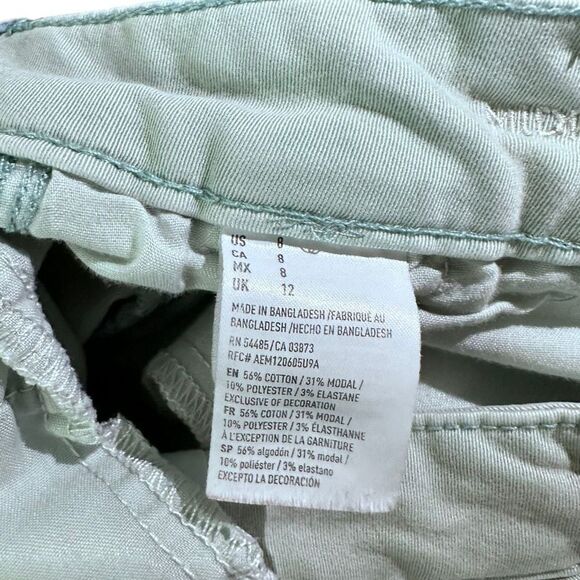 US 8
CA 8
MX 8
UK 12
MADE IN BANGLADESH / FABRIQUÉ AU
BANGLADESH / HECHO EN BANGLADESH
RN 54485/CA 03873
RFC# AEM120605U9A
EN 56% COTTON / 31% MODAL /
10% POLYESTER / 3% ELASTANE
EXCLUSIVE OF DECORATION
FR 56% COTON / 31% MODAL /
10% POLYESTER / 3% ÉLASTHANNE
À L'EXCEPTION DE LA GARNITURE
SP 56% algodón / 31% modal /
10% poliéster / 3% elastano
EXCEPTO LA DECORACIÓN